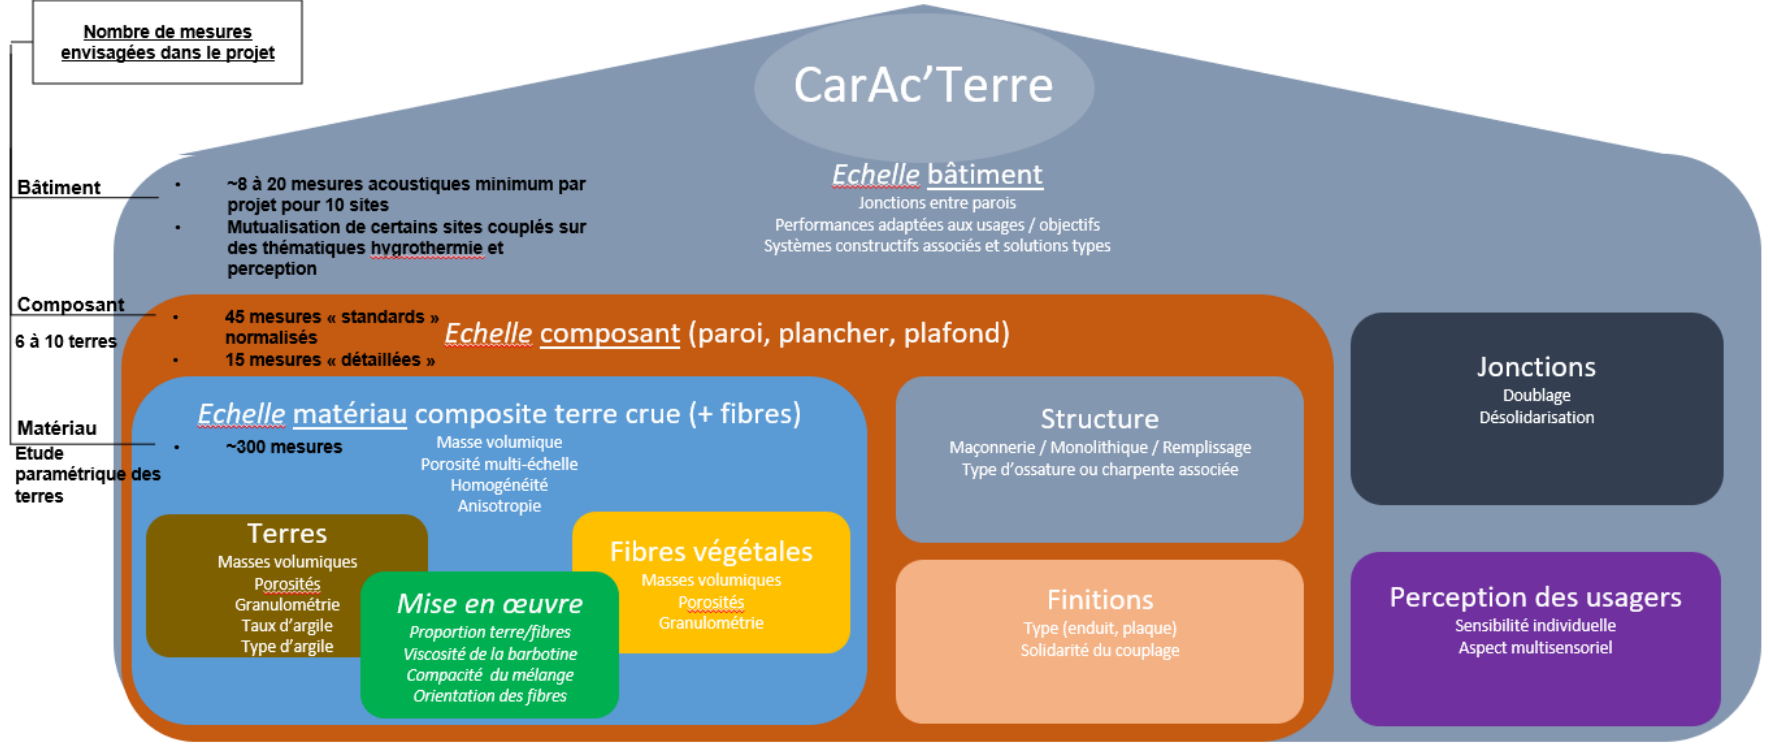 Nombre de mesures
envisagées dans le projet
CarAc’Terre
Bâtiment
• ~8 à 20 mesures acoustiques minimum par
projet pour 10 sites
• Mutualisation de certains sites couplés sur
des thématiques hygrothermie et
perception
Echelle bâtiment
Jonctions entre parois
Performances adaptées aux usages / objectifs
Systèmes constructifs associés et solutions types
Composant
6 à 10 terres
• 45 mesures « standards »
normalisés
• 15 mesures « détaillées »
Echelle composant (paroi, plancher, plafond)
Matériau
Etude
paramétrique des
terres
Echelle matériau composite terre crue (+ fibres)
• ~300 mesures
Masse volumique
Porosité multi-échelle
Homogénéité
Anisotropie
Terres
Masses volumiques
Porosités
Granulométrie
Taux d’argile
Type d’argile
Mise en œuvre
Proportion terre/fibres
Viscosité de la barbotine
Compacité du mélange
Orientation des fibres
Fibres végétales
Masses volumiques
Porosités
Granulométrie
Structure
Maçonnerie / Monolithique / Remplissage
Type d’ossature ou charpente associée
Finitions
Type (enduit, plaque)
Solidarité du couplage
Jonctions
Doublage
Désolidarisation
Perception des usagers
Sensibilité individuelle
Aspect multisensoriel